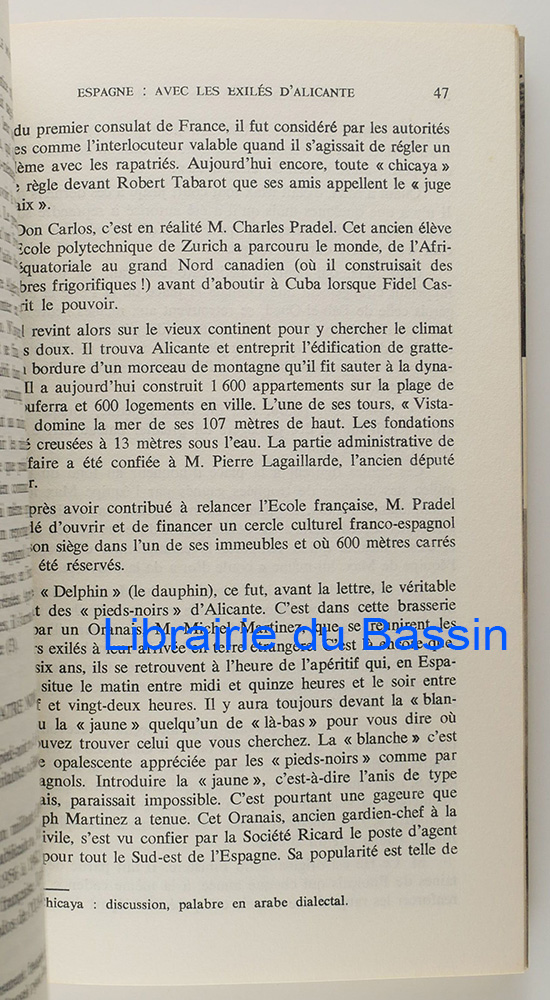 ESPAGNE : AVEC LES EXILÉS D'ALICANTE 47
du premier consulat de France, il fut considéré par les autorités
es comme l'interlocuteur valable quand il s'agissait de régler un
lème avec les rapatriés. Aujourd'hui encore, toute « chicaya »
règle devant Robert Tabarot que ses amis appellent le « juge
aix ».
Don Carlos, c'est en réalité M. Charles Pradel. Cet ancien élève
Ecole polytechnique de Zurich a parcouru le monde, de l'Afri-
équatoriale au grand Nord canadien (où il construisait des
bres frigorifiques !) avant d'aboutir à Cuba lorsque Fidel Cas-
rit le pouvoir.
l revint alors sur le vieux continent pour y chercher le climat
s doux. Il trouva Alicante et entreprit l'édification de gratte-
bordure d'un morceau de montagne qu'il fit sauter à la dyna-
Il a aujourd'hui construit 1 600 appartements sur la plage de
uferra et 600 logements en ville. L'une de ses tours, « Vista-
domine la mer de ses 107 mètres de haut. Les fondations
é creusées à 13 mètres sous l'eau. La partie administrative de
faire a été confiée à M. Pierre Lagaillarde, l'ancien député
r.
près avoir contribué à relancer l'Ecole française, M. Pradel
dé d'ouvrir et de financer un cercle culturel franco-espagnol
on siège dans l'un de ses immeubles et où 600 mètres carrés
été réservés.
« Delphin » (le dauphin), ce fut, avant la lettre, le véritable
t des « pieds-noirs » d'Alicante. C'est dans cette brasserie
par un Oranais, M. Michel Martinez, que se réunirent les
Librairie du Bassin
rs exilés à leur arrivée en terre étrangère. C'est là encore que,
six ans, ils se retrouvent à l'heure de l'apéritif qui, en Espa-
situe le matin entre midi et quinze heures et le soir entre
f et vingt-deux heures. Il y aura toujours devant la « blan-
u la « jaune » quelqu'un de « là-bas » pour vous dire où
ouvez trouver celui que vous cherchez. La « blanche » c'est
e opalescente appréciée par les « pieds-noirs » comme par
agnols. Introduire la « jaune », c'est-à-dire l'anis de type
ais, paraissait impossible. C'est pourtant une gageure que
ph Martinez a tenue. Cet Oranais, ancien gardien-chef à la
ivile, s'est vu confier par la Société Ricard le poste d'agent
pour tout le Sud-est de l'Espagne. Sa popularité est telle de
hicaya : discussion, palabre en arabe dialectal.